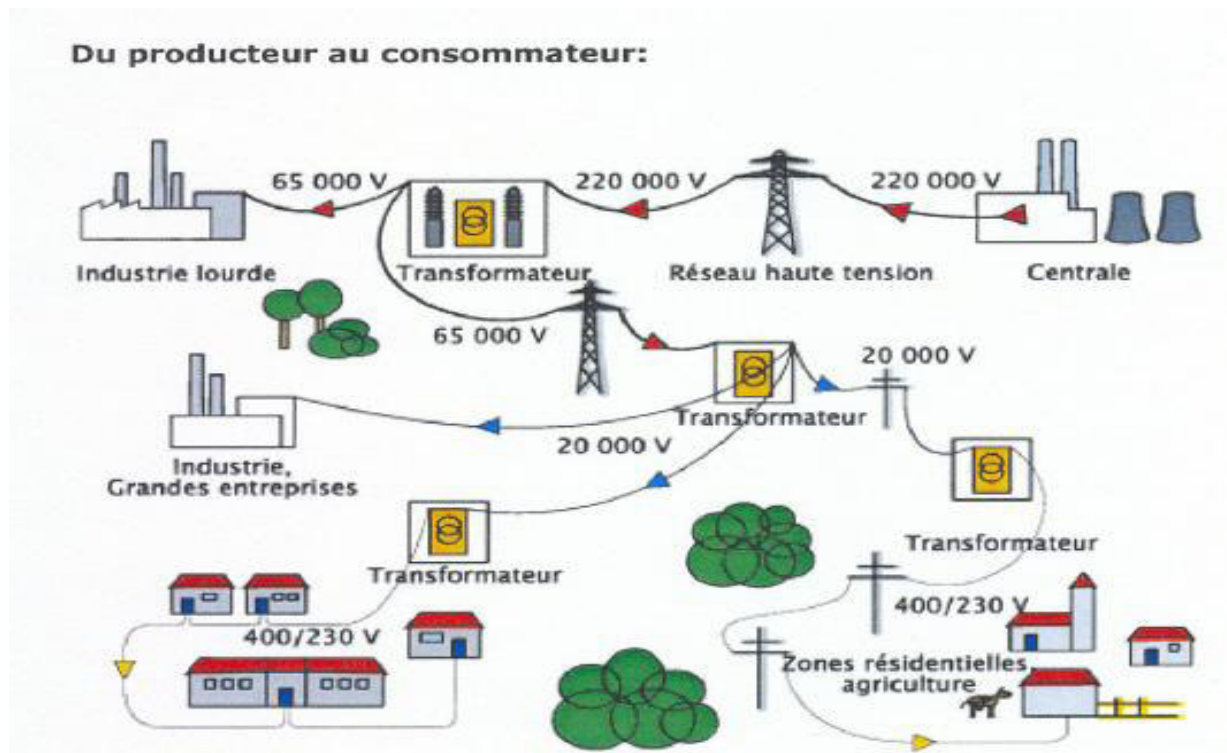 Du producteur au consommateur:
65 000 V
220 000 V
220 000 V
Industrie lourde
Transformateur
Réseau haute tension
Centrale
65 000 V
20 000 V
Transformateur
20 000 V
Industrie,
Grandes entreprises
Transformateur
Transformateur
400/230 V
400/230 V
Zones résidentielles
agriculture